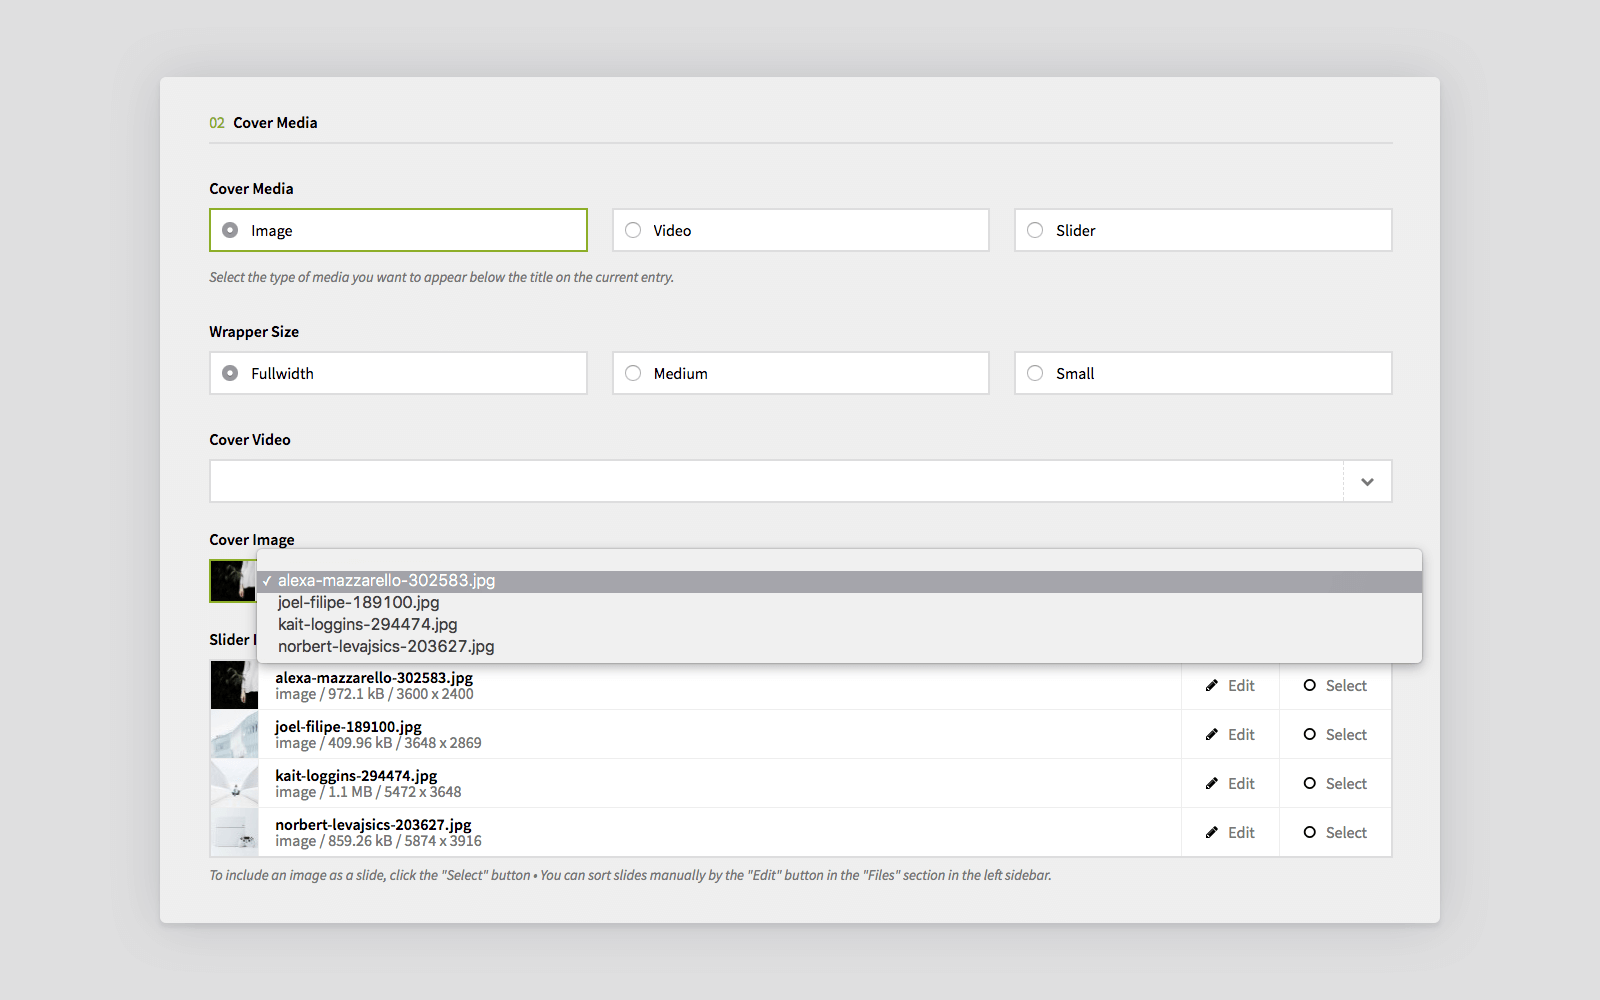 02 Cover Media
Cover Media
Image
Video
Slider
Select the type of media you want to appear below the title on the current entry.
Wrapper Size
Fullwidth
Medium
Small
Cover Video
Cover Image
✓ alexa-mazzarello-302583.jpg
joel-filipe-189100.jpg
kait-loggins-294474.jpg
norbert-levajsics-203627.jpg
Slider
alexa-mazzarello-302583.jpg
image / 972.1 kB / 3600 x 2400
Edit
Select
joel-filipe-189100.jpg
image / 409.96 kB / 3648 x 2869
Edit
Select
kait-loggins-294474.jpg
image / 1.1 MB / 5472 x 3648
Edit
Select
norbert-levajsics-203627.jpg
image / 859.26 kB / 5874 x 3916
Edit
Select
To include an image as a slide, click the "Select" button • You can sort slides manually by the "Edit" button in the "Files" section in the left sidebar.